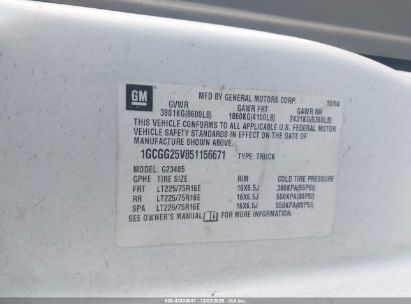 GM
MFD BY GENERAL MOTORS CORP. 10/04
GVWR GAWR FRT GAWR RR
3901KG(8600LB) 1860KG(4100LB) 2431KG(5360LB)
THIS VEHICLE CONFORMS TO ALL APPLICABLE U.S. FEDERAL MOTOR
VEHICLE SAFETY STANDARDS IN EFFECT ON THE DATE OF
MANUFACTURE SHOWN ABOVE.
1GCGG25V851156671 TYPE: TRUCK
MODEL: G23405
GPHE TIRE SIZE RIM COLD TIRE PRESSURE
FRT LT225/75R16E 16X6.5J 380KPA(55PSI)
RR LT225/75R16E 16X6.5J 550KPA(80PSI)
SPA LT225/75R16E 16X6.5J 550KPA(80PSI)
SEE OWNER'S MANUAL FOR MORE INFORMATION.
12/02/2025